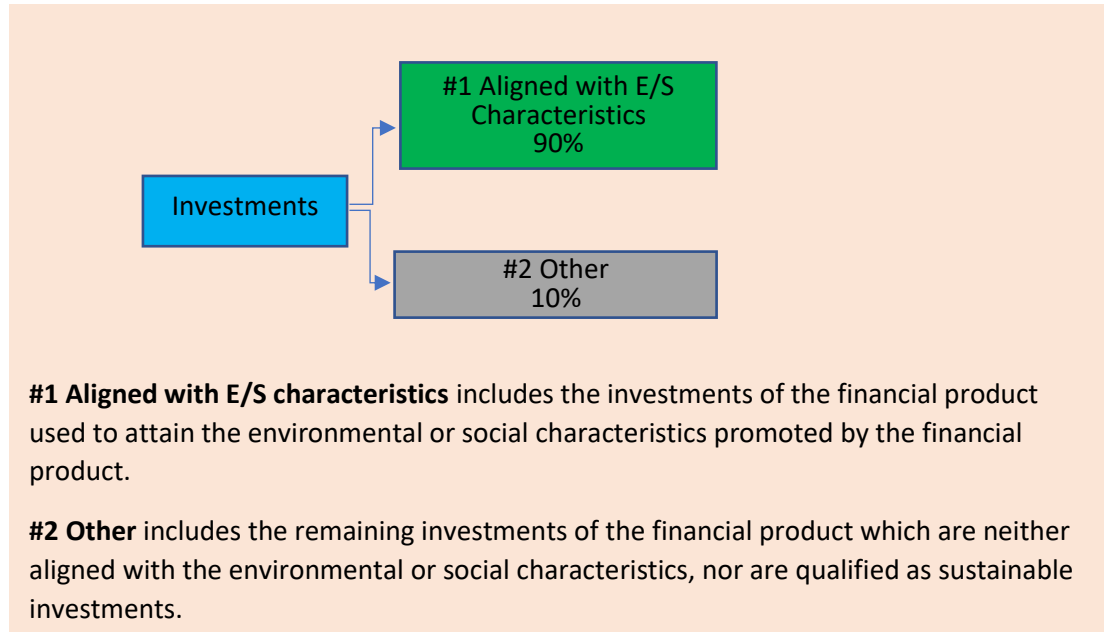 #1 Aligned with E/S
Characteristics
90%
Investments
#2 Other
10%
#1 Aligned with E/S characteristics includes the investments of the financial product
used to attain the environmental or social characteristics promoted by the financial
product.
#2 Other includes the remaining investments of the financial product which are neither
aligned with the environmental or social characteristics, nor are qualified as sustainable
investments.